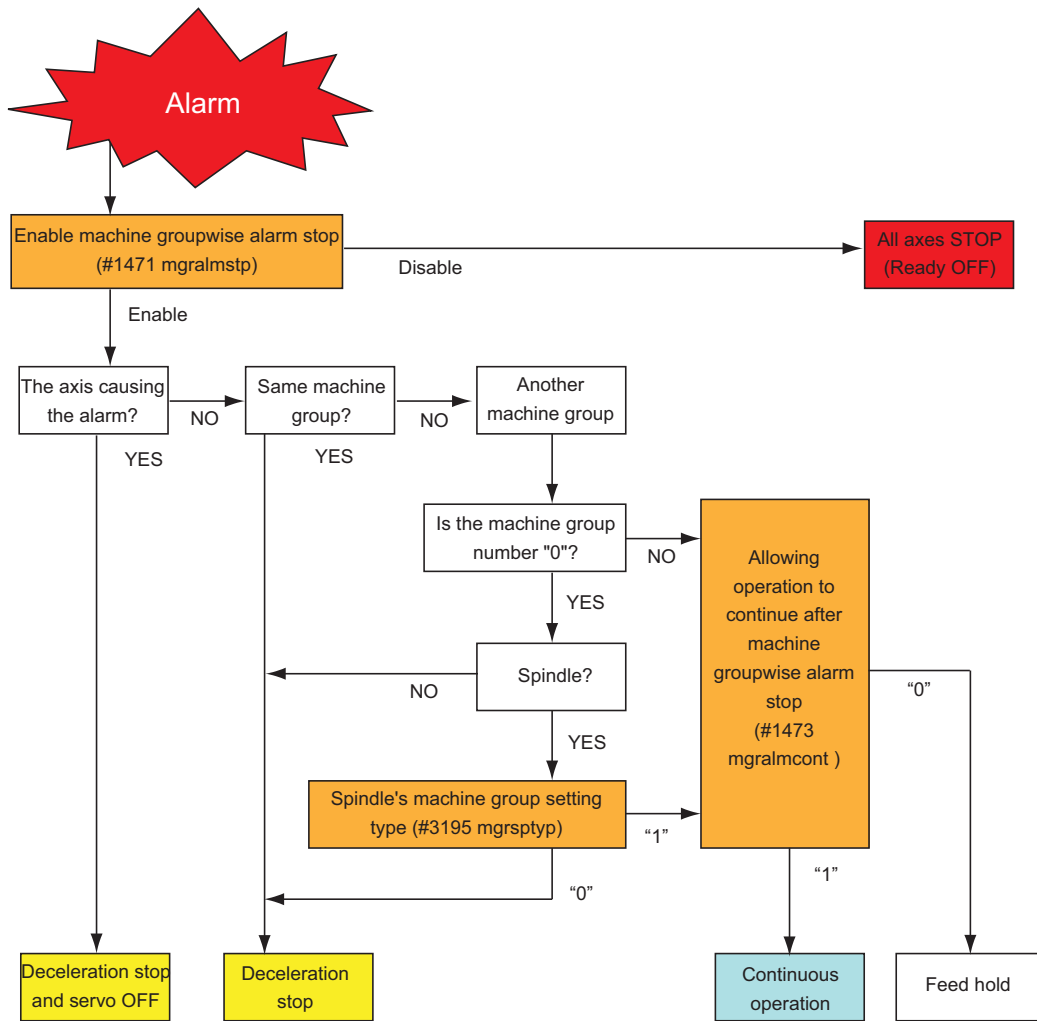 Alarm
Enable machine groupwise alarm stop
(#1471 mgralmstp)
Disable
All axes STOP
(Ready OFF)
Enable
The axis causing
the alarm?
NO
Same machine
group?
NO
Another
machine group
YES
YES
Is the machine group
number "0"?
NO
YES
Spindle?
NO
YES
Allowing
operation to
continue after
machine
groupwise alarm
stop
(#1473
mgralmcont )
“0”
Spindle's machine group setting
type (#3195 mgrsptyp)
“1”
“0”
“1”
Deceleration stop
and servo OFF
Deceleration
stop
Continuous
operation
Feed hold